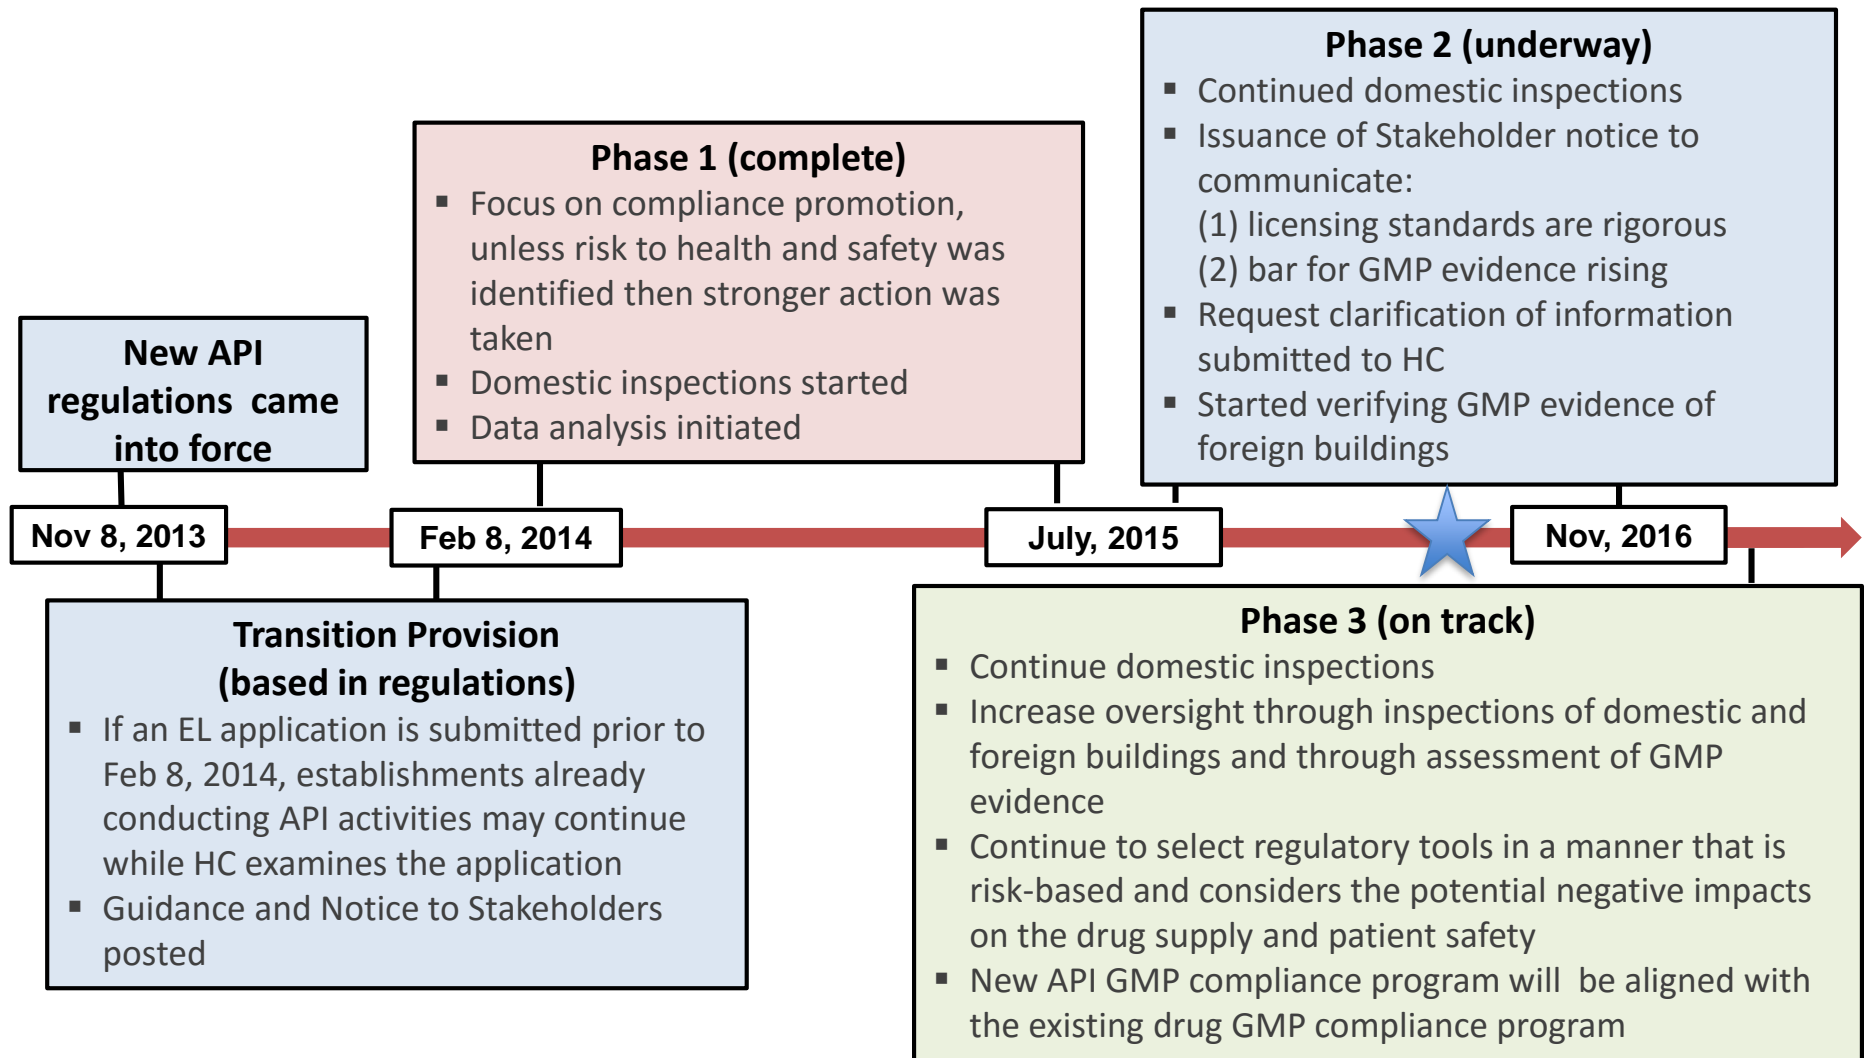 New API
regulations came
into force
Phase 1 (complete)
▪ Focus on compliance promotion,
unless risk to health and safety was
identified then stronger action was
taken
▪ Domestic inspections started
▪ Data analysis initiated
Phase 2 (underway)
▪ Continued domestic inspections
▪ Issuance of Stakeholder notice to
communicate:
(1) licensing standards are rigorous
(2) bar for GMP evidence rising
▪ Request clarification of information
submitted to HC
▪ Started verifying GMP evidence of
foreign buildings
Nov 8, 2013
Feb 8, 2014
July, 2015
Nov, 2016
Transition Provision
(based in regulations)
▪ If an EL application is submitted prior to
Feb 8, 2014, establishments already
conducting API activities may continue
while HC examines the application
▪ Guidance and Notice to Stakeholders
posted
Phase 3 (on track)
▪ Continue domestic inspections
▪ Increase oversight through inspections of domestic and
foreign buildings and through assessment of GMP
evidence
▪ Continue to select regulatory tools in a manner that is
risk-based and considers the potential negative impacts
on the drug supply and patient safety
▪ New API GMP compliance program will be aligned with
the existing drug GMP compliance program